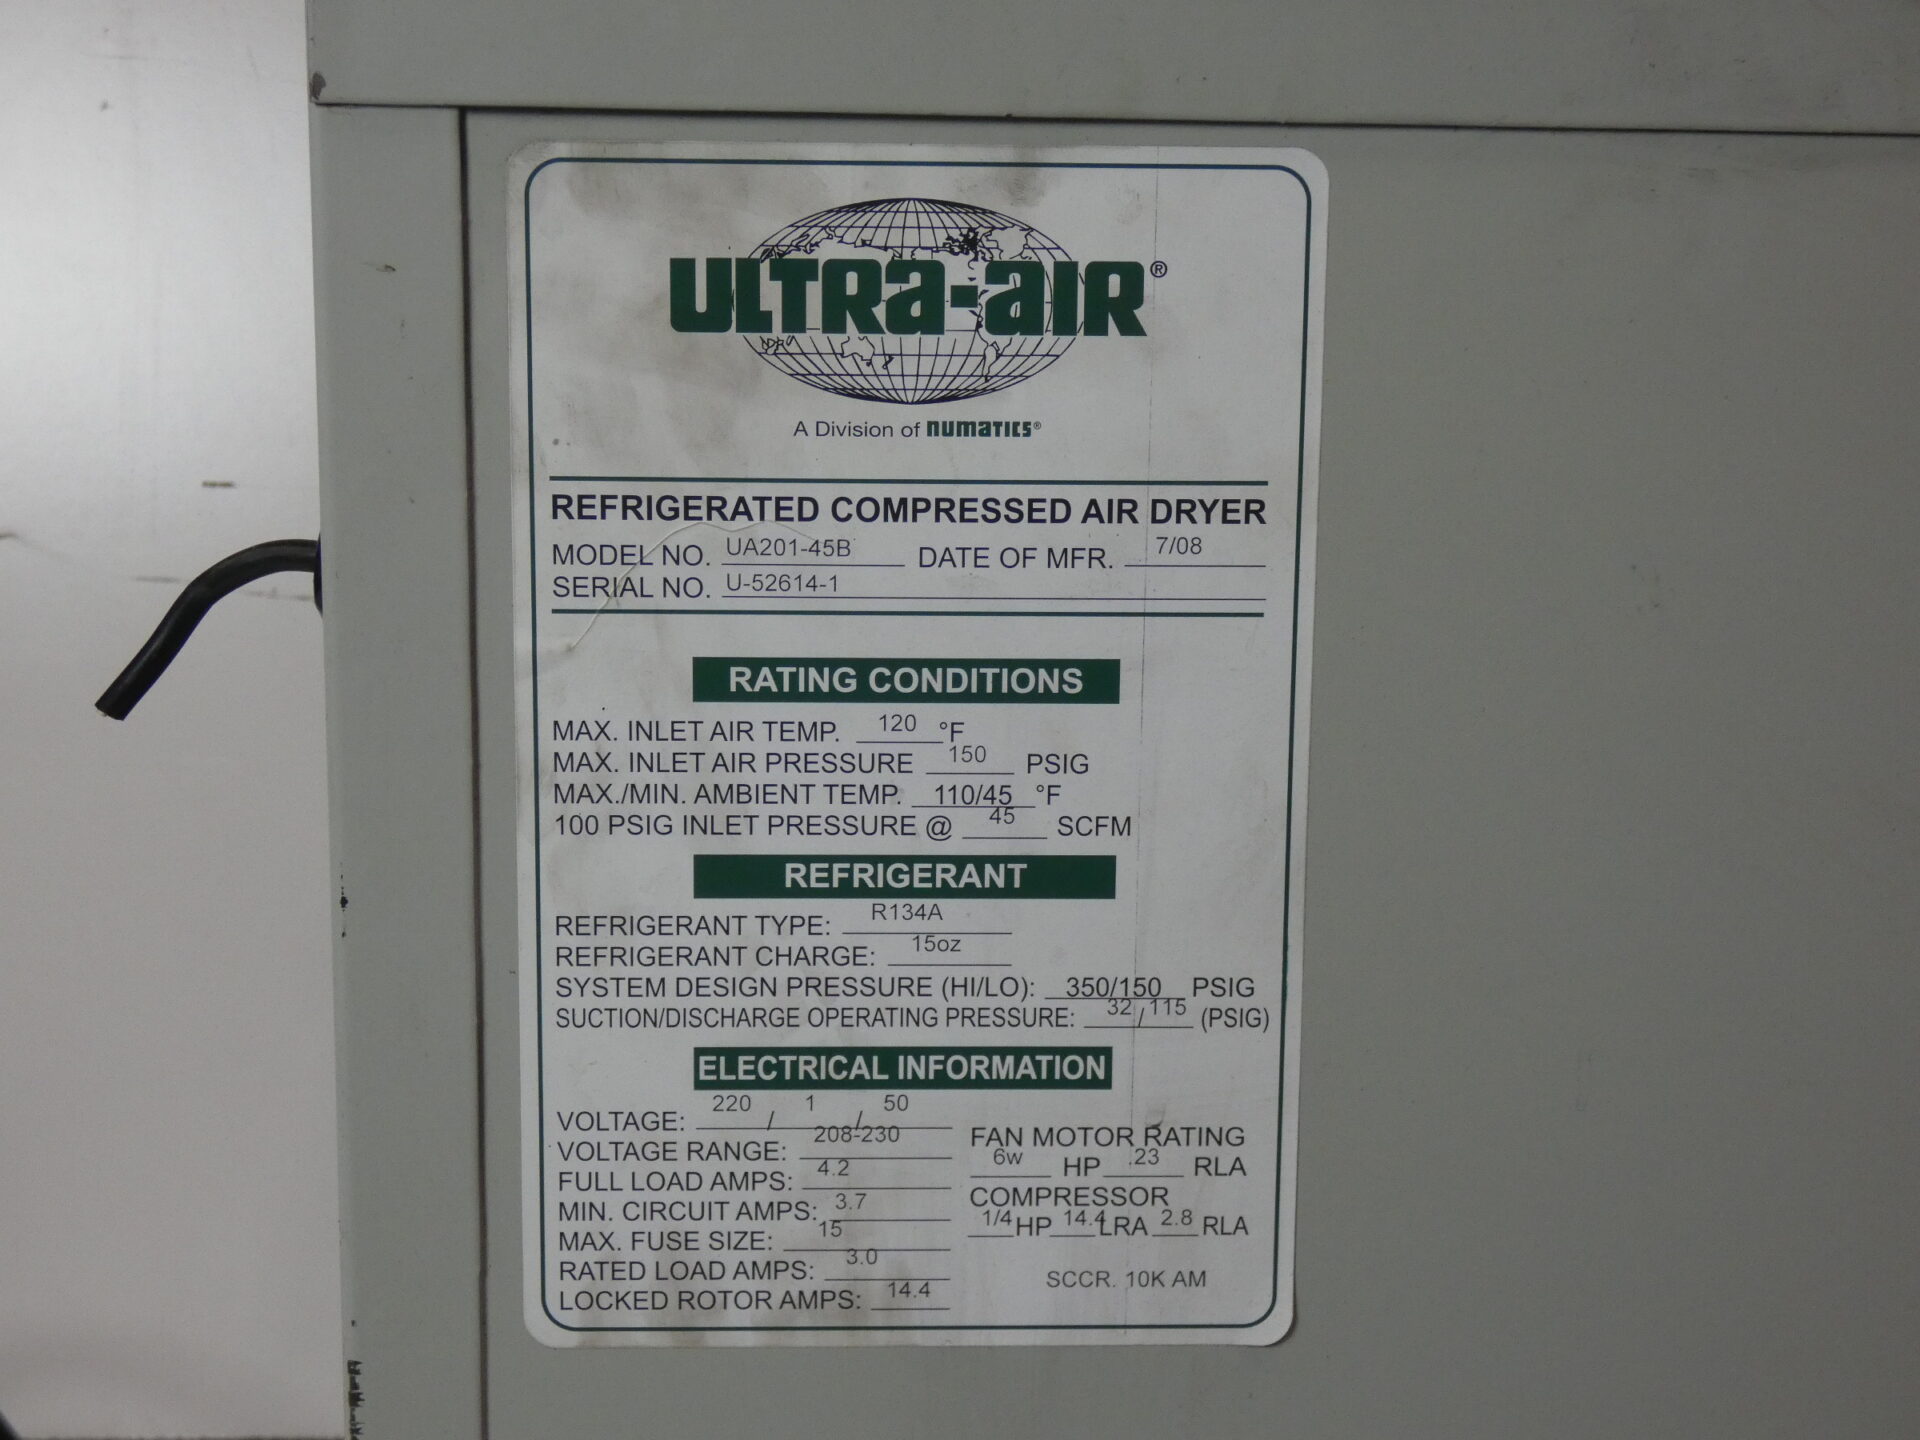 ULTRa-aIR®
A Division of numatics®
REFRIGERATED COMPRESSED AIR DRYER
MODEL NO. UA201-45B DATE OF MFR. 7/08
SERIAL NO. U-52614-1
RATING CONDITIONS
MAX. INLET AIR TEMP. 120 °F
MAX. INLET AIR PRESSURE 150 PSIG
MAX./MIN. AMBIENT TEMP. 110/45 °F
100 PSIG INLET PRESSURE @ 45 SCFM
REFRIGERANT
REFRIGERANT TYPE: R134A
REFRIGERANT CHARGE: 15oz
SYSTEM DESIGN PRESSURE (HI/LO): 350/150 PSIG
SUCTION/DISCHARGE OPERATING PRESSURE: 32/115 (PSIG)
ELECTRICAL INFORMATION
VOLTAGE: 220 / 1 / 50
VOLTAGE RANGE: 208-230
FULL LOAD AMPS: 4.2
MIN. CIRCUIT AMPS: 3.7
MAX. FUSE SIZE: 15
RATED LOAD AMPS: 3.0
LOCKED ROTOR AMPS: 14.4
FAN MOTOR RATING
6w HP .23 RLA
COMPRESSOR
1/4 HP 14.4 LRA 2.8 RLA
SCCR. 10K AM